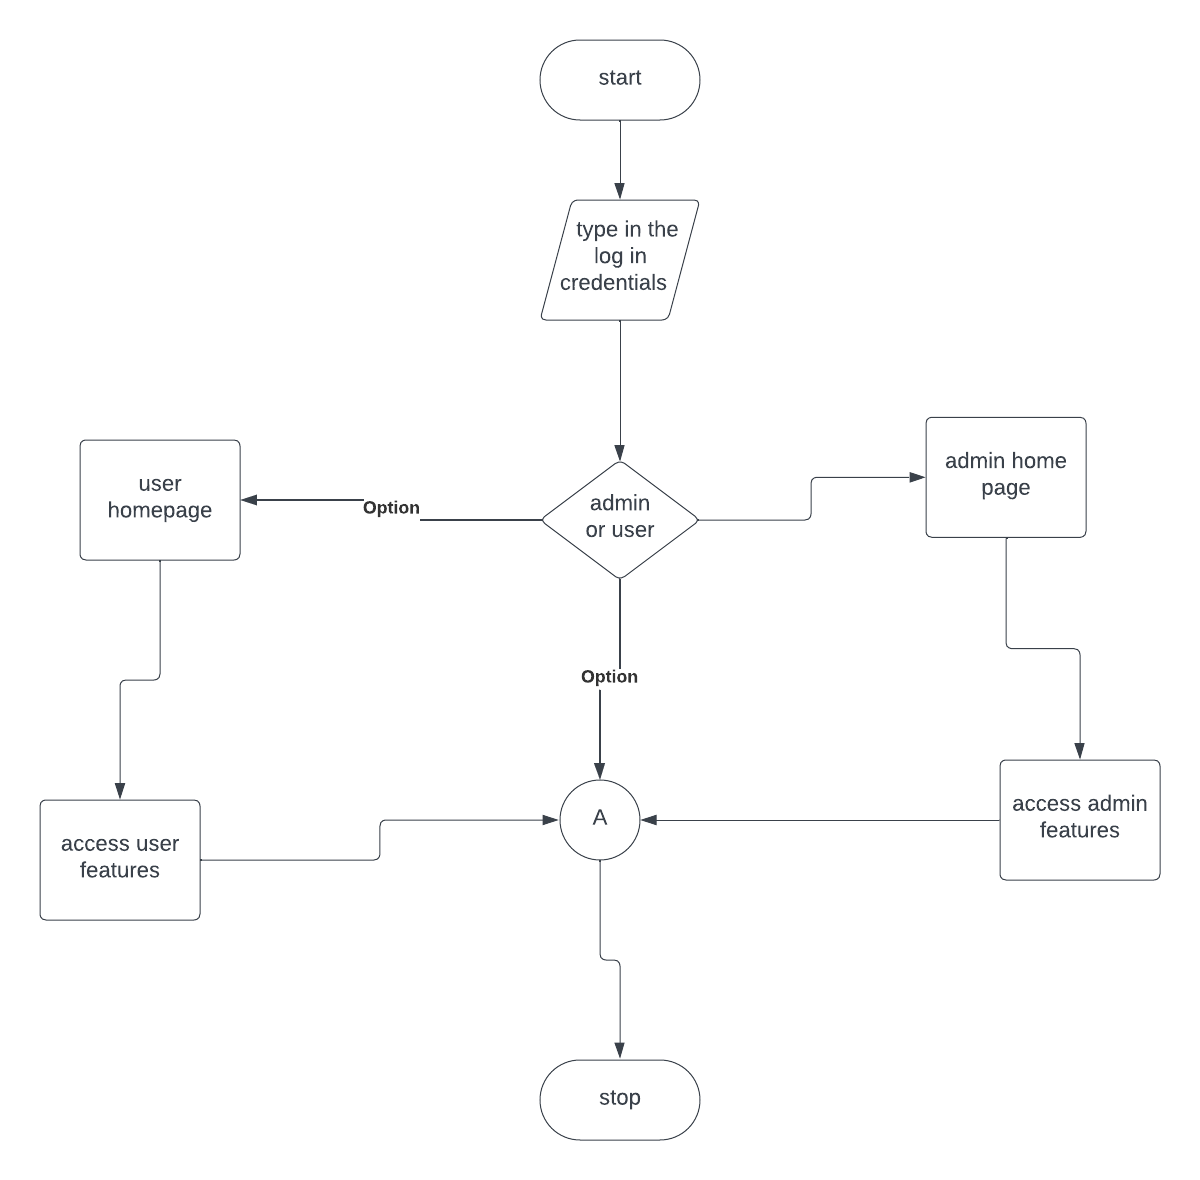 start
type in the
log in
credentials
user
homepage
Option
admin
or user
admin home
page
Option
access user
features
A
access admin
features
stop